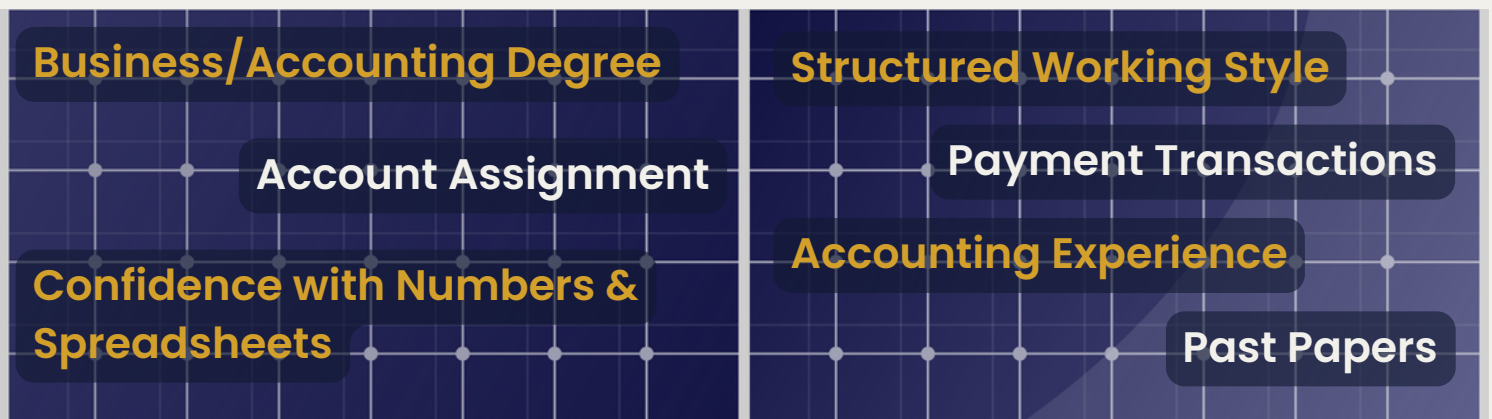 Business/Accounting Degree
Account Assignment
Confidence with Numbers &
Spreadsheets
Structured Working Style
Payment Transactions
Accounting Experience
Past Papers